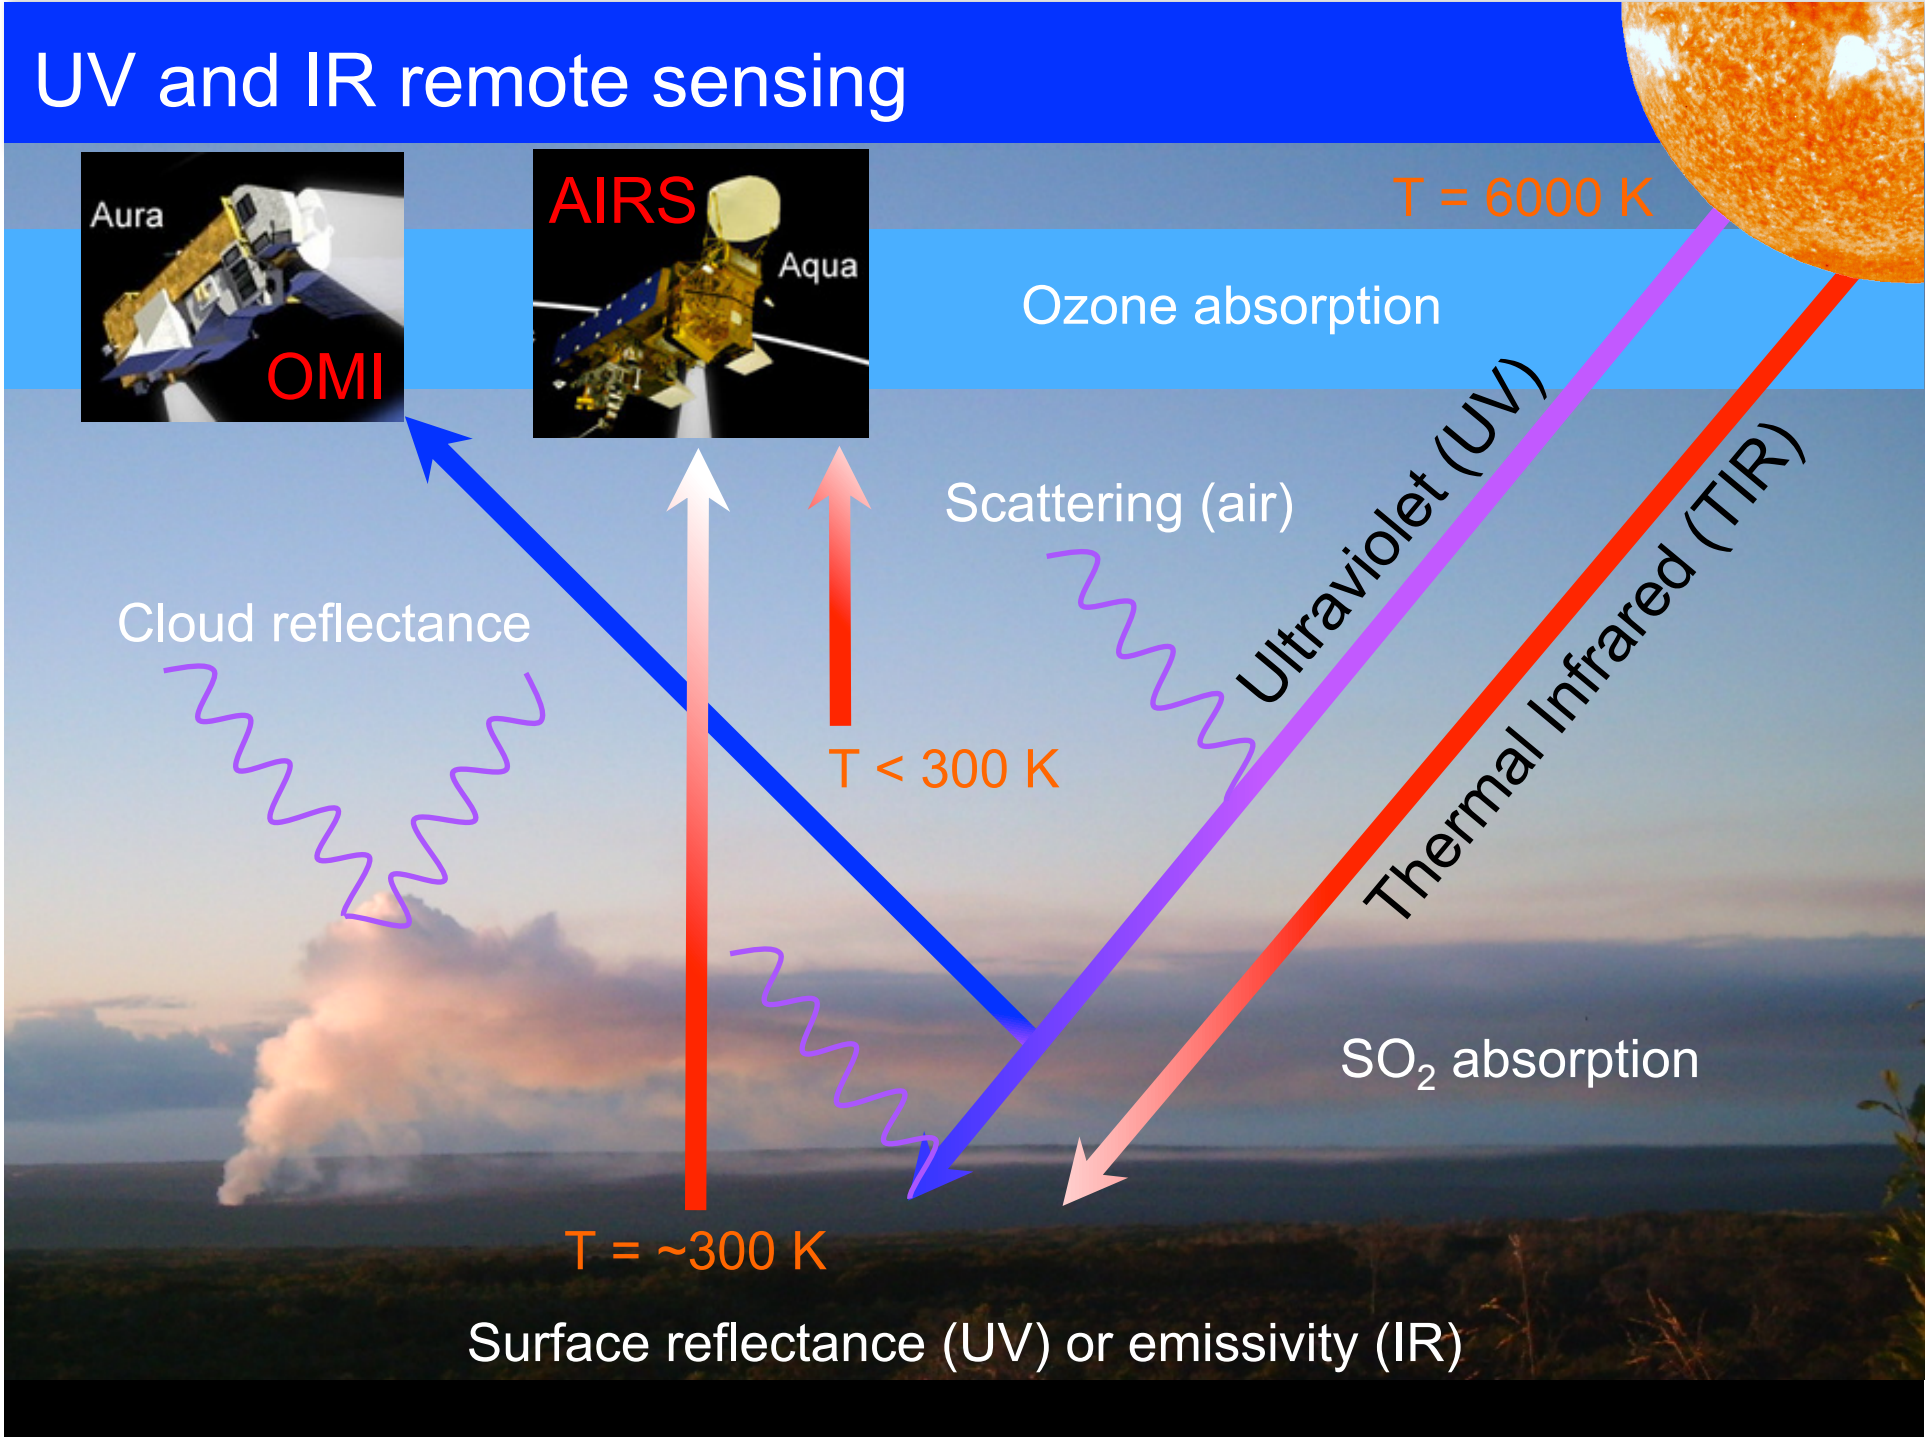 UV and IR remote sensing
Aura
OMI
AIRS
Aqua
T = 6000 K
Ozone absorption
Scattering (air)
Ultraviolet (UV)
Thermal Infrared (TIR)
Cloud reflectance
T < 300 K
SO₂ absorption
T = ~300 K
Surface reflectance (UV) or emissivity (IR)